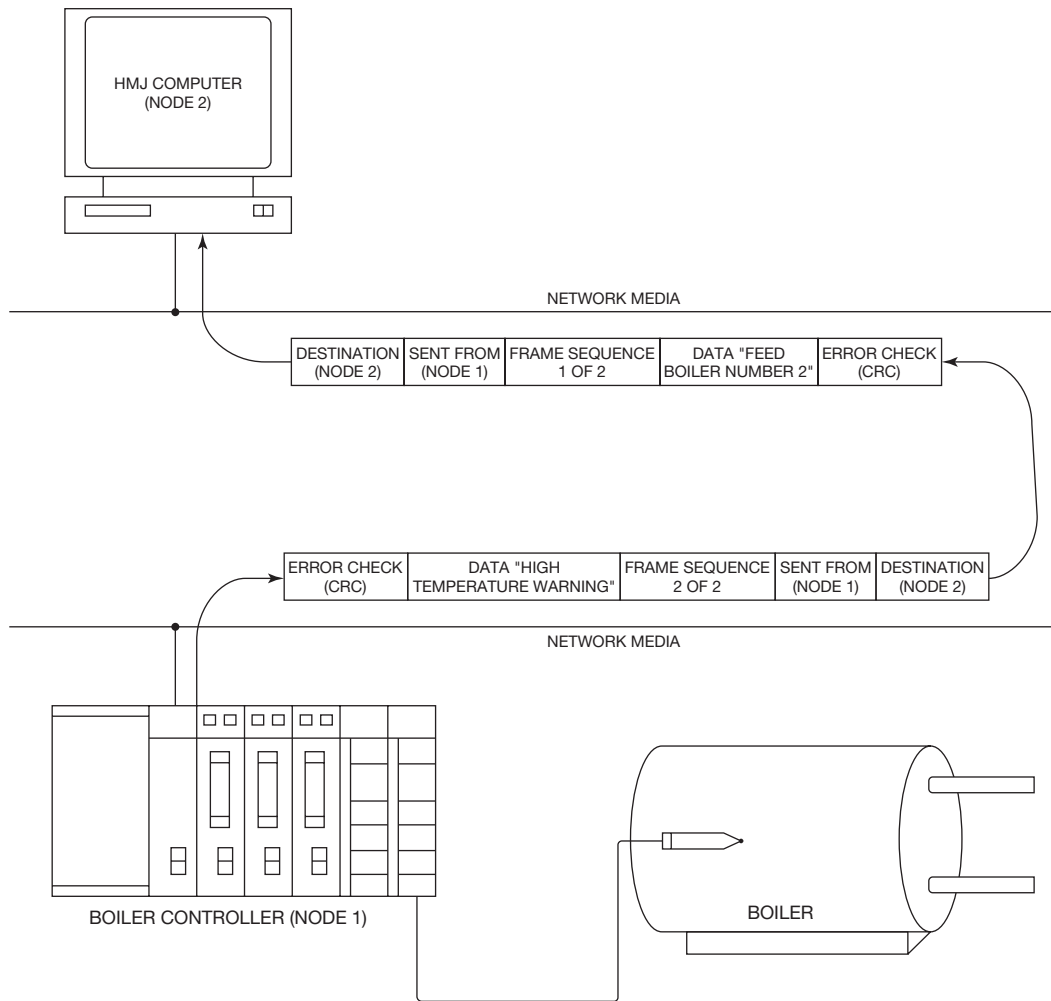 HMJ COMPUTER
(NODE 2)
NETWORK MEDIA
DESTINATION
(NODE 2)
SENT FROM
(NODE 1)
FRAME SEQUENCE
1 OF 2
DATA "FEED
BOILER NUMBER 2"
ERROR CHECK
(CRC)
ERROR CHECK
(CRC)
DATA "HIGH
TEMPERATURE WARNING"
FRAME SEQUENCE
2 OF 2
SENT FROM
(NODE 1)
DESTINATION
(NODE 2)
NETWORK MEDIA
BOILER CONTROLLER (NODE 1)
BOILER